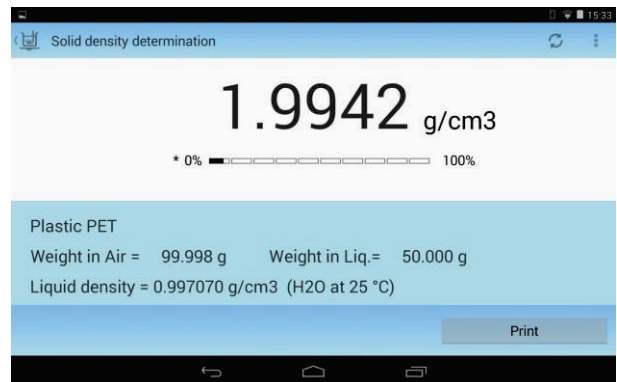 15:33
Solid density determination
1.9942 g/cm3
* 0% 100%
Plastic PET
Weight in Air = 99.998 g Weight in Liq.= 50.000 g
Liquid density = 0.997070 g/cm3 (H2O at 25 °C)
Print